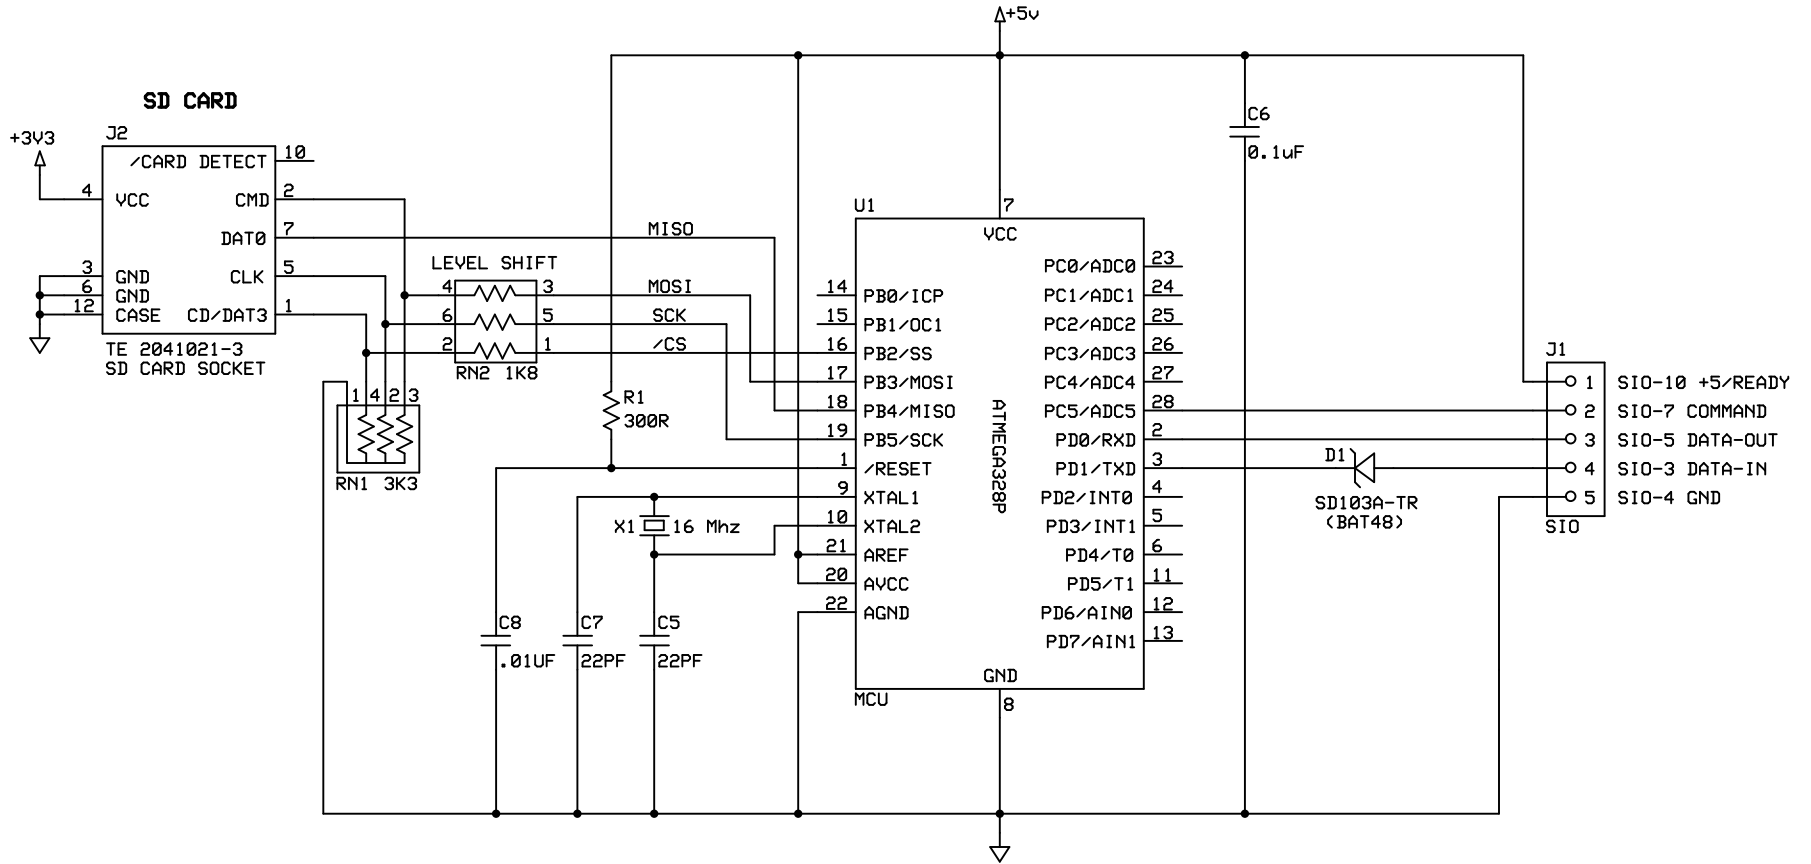 +5v
SD CARD
+3V3
J2
/CARD DETECT 10
4 VCC CMD 2
DAT0 7
3 GND CLK 5
6 GND
12 CASE CD/DAT3 1
TE 2041021-3
SD CARD SOCKET
MISO
LEVEL SHIFT
4 3 MOSI
6 5 SCK
2 1 /CS
RN2 1K8
1 4 2 3
RN1 3K3
R1
300R
X1 16 Mhz
C8
.01UF
C7
22PF
C5
22PF
U1
7
VCC
14 PB0/ICP
15 PB1/OC1
16 PB2/SS
17 PB3/MOSI
18 PB4/MISO
19 PB5/SCK
1 /RESET
9 XTAL1
10 XTAL2
21 AREF
20 AVCC
22 AGND
ATMEGA328P
PC0/ADC0 23
PC1/ADC1 24
PC2/ADC2 25
PC3/ADC3 26
PC4/ADC4 27
PC5/ADC5 28
PD0/RXD 2
PD1/TXD 3
PD2/INT0 4
PD3/INT1 5
PD4/T0 6
PD5/T1 11
PD6/AIN0 12
PD7/AIN1 13
GND
8
MCU
C6
0.1uF
D1
SD103A-TR
(BAT48)
J1
1 SIO-10 +5/READY
2 SIO-7 COMMAND
3 SIO-5 DATA-OUT
4 SIO-3 DATA-IN
5 SIO-4 GND
SIO